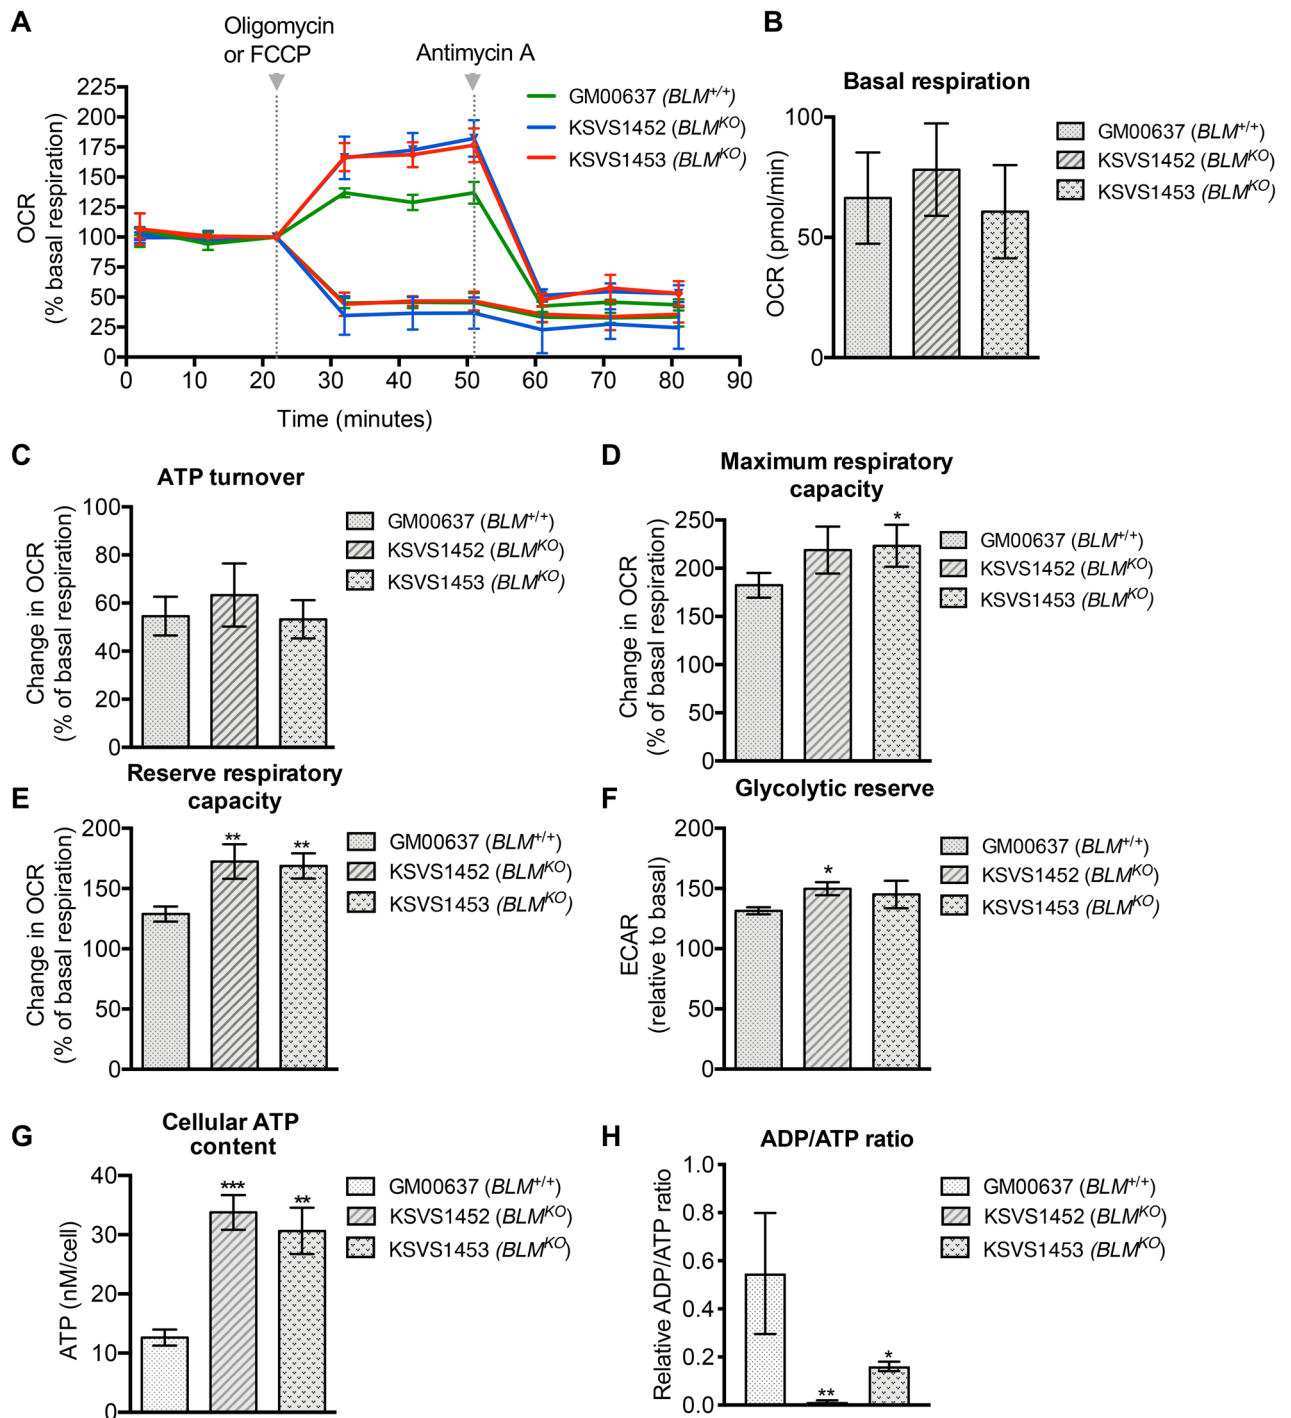 A
Oligomycin
or FCCP
Antimycin A
OCR
(% basal respiration)
225
200
175
150
125
100
75
50
25
0
0 10 20 30 40 50 60 70 80 90
Time (minutes)
GM00637 (BLM+/+)
KSVS1452 (BLMKO)
KSVS1453 (BLMKO)
B
Basal respiration
OCR (pmol/min)
100
50
0
GM00637 (BLM+/+)
KSVS1452 (BLMKO)
KSVS1453 (BLMKO)
C
ATP turnover
Change in OCR
(% of basal respiration)
100
80
60
40
20
0
GM00637 (BLM+/+)
KSVS1452 (BLMKO)
KSVS1453 (BLMKO)
D
Maximum respiratory
capacity
Change in OCR
(% of basal respiration)
250
200
150
100
50
0
*
GM00637 (BLM+/+)
KSVS1452 (BLMKO)
KSVS1453 (BLMKO)
E
Reserve respiratory
capacity
Change in OCR
(% of basal respiration)
200
150
100
50
0
** **
GM00637 (BLM+/+)
KSVS1452 (BLMKO)
KSVS1453 (BLMKO)
F
Glycolytic reserve
ECAR
(relative to basal)
200
150
100
50
0
*
GM00637 (BLM+/+)
KSVS1452 (BLMKO)
KSVS1453 (BLMKO)
G
Cellular ATP
content
ATP (nM/cell)
40
30
20
10
0
*** **
GM00637 (BLM+/+)
KSVS1452 (BLMKO)
KSVS1453 (BLMKO)
H
ADP/ATP ratio
Relative ADP/ATP ratio
1.0
0.8
0.6
0.4
0.2
0.0
** *
GM00637 (BLM+/+)
KSVS1452 (BLMKO)
KSVS1453 (BLMKO)